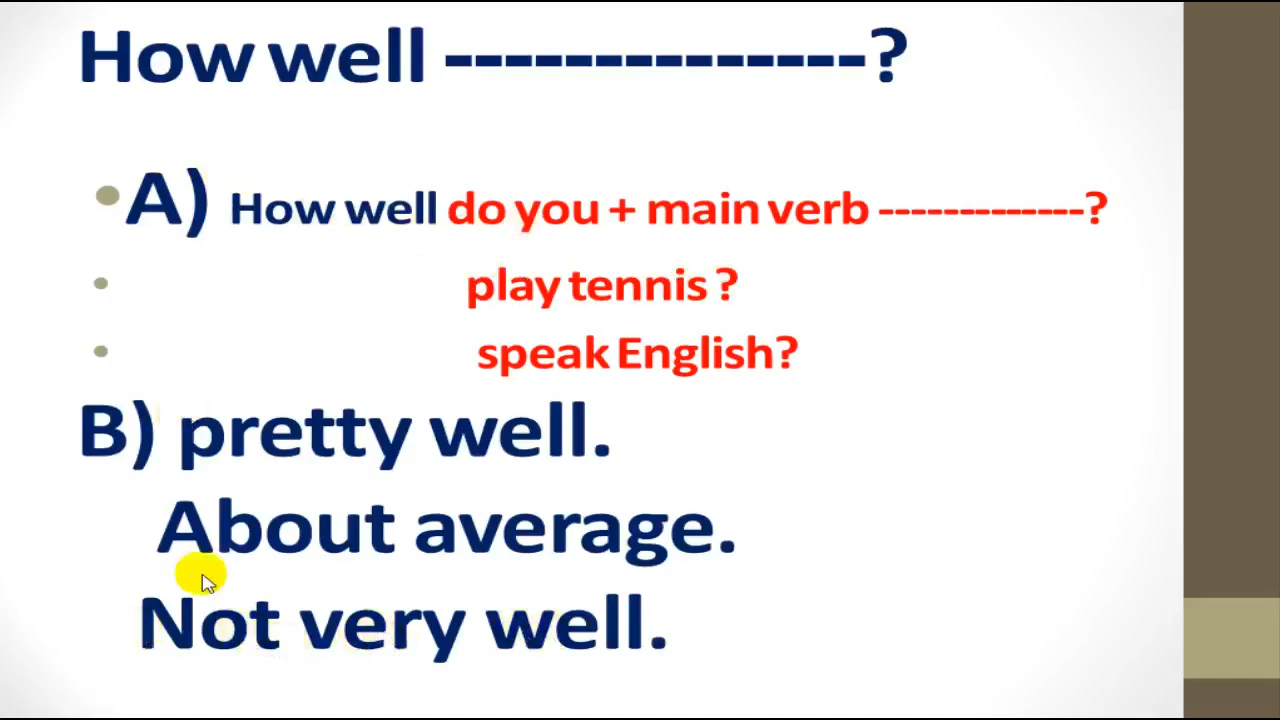 How well --------------?
•A) How well do you + main verb -------------?
• play tennis ?
• speak English?
B) pretty well.
About average.
Not very well.